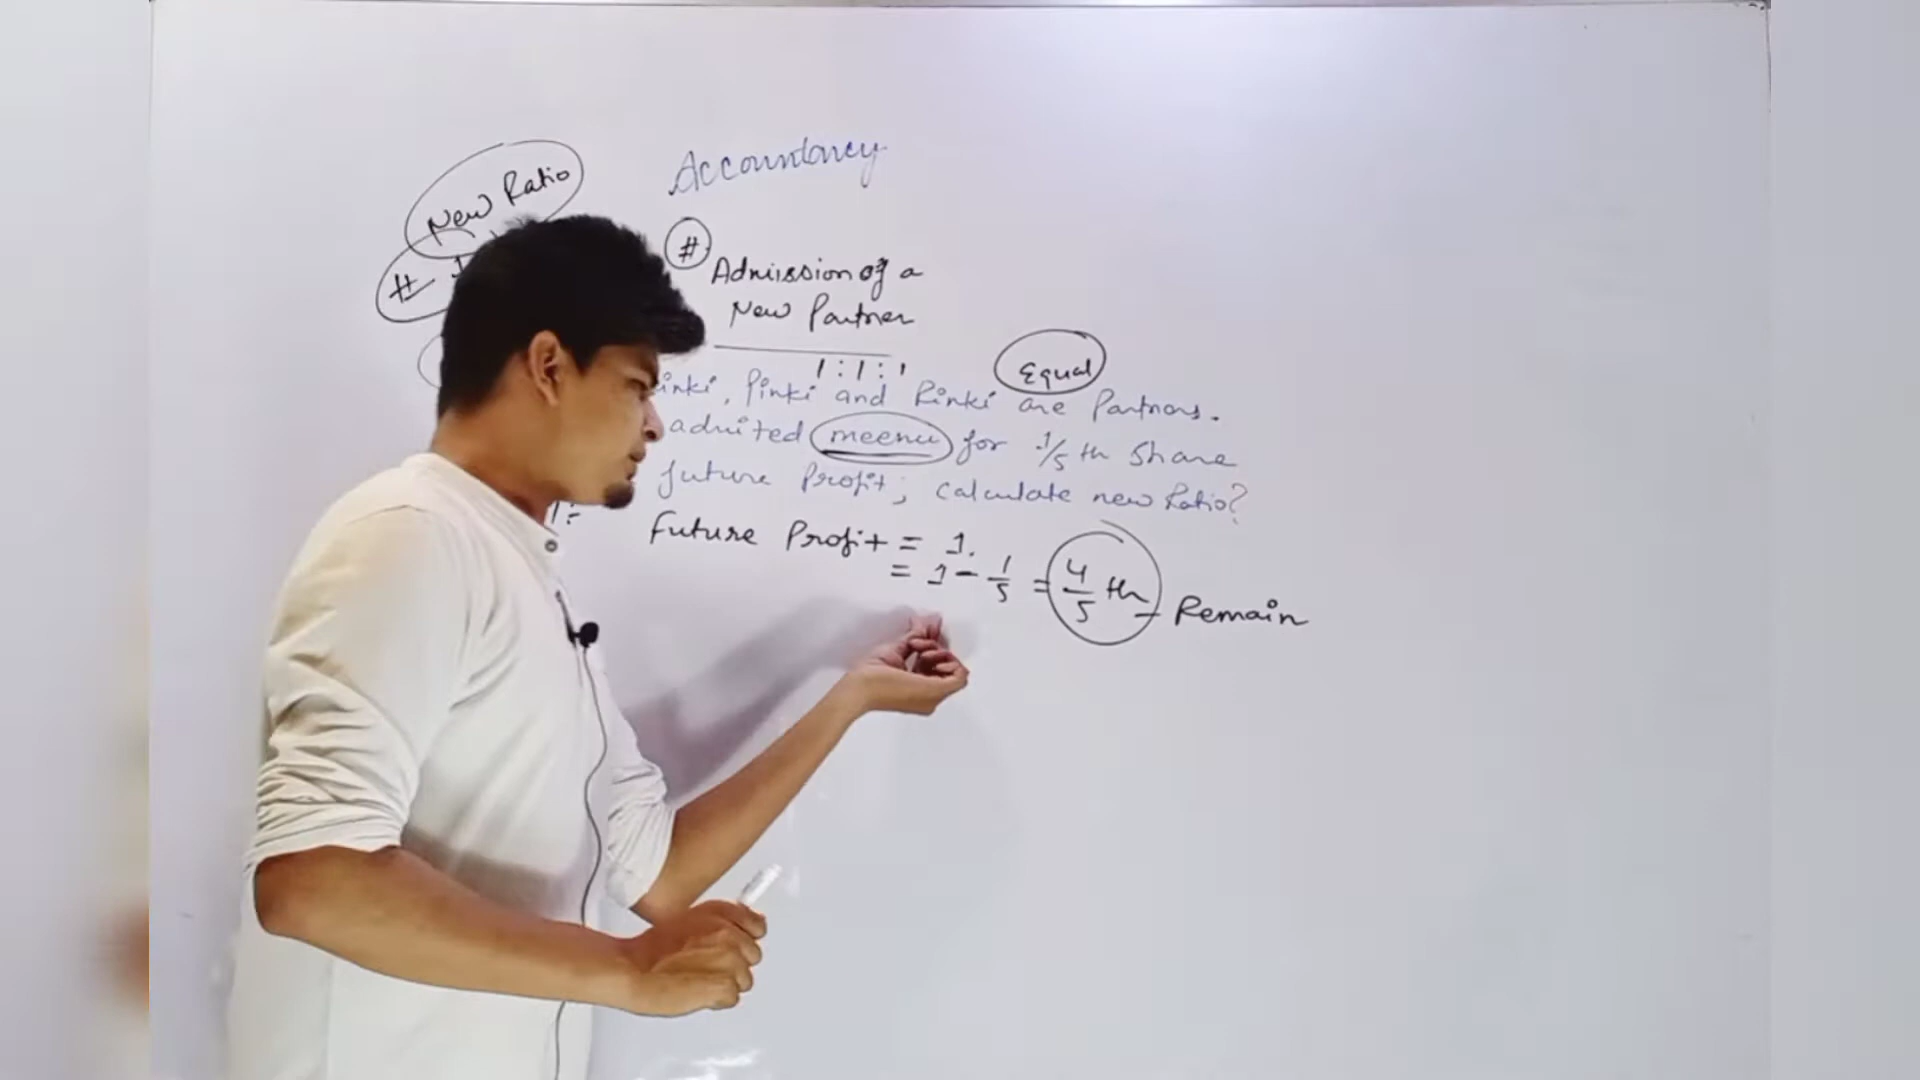 Accountancy
New Ratio
#
#
Admission of a
New Partner
1:1:1
Equal
Pinki and Rinki are Partners.
admited meenu for 1/5 th Share
future Profit, Calculate new Ratio?
Future Profit = 1.
= 1 - 1/5 = 4/5 th Remain